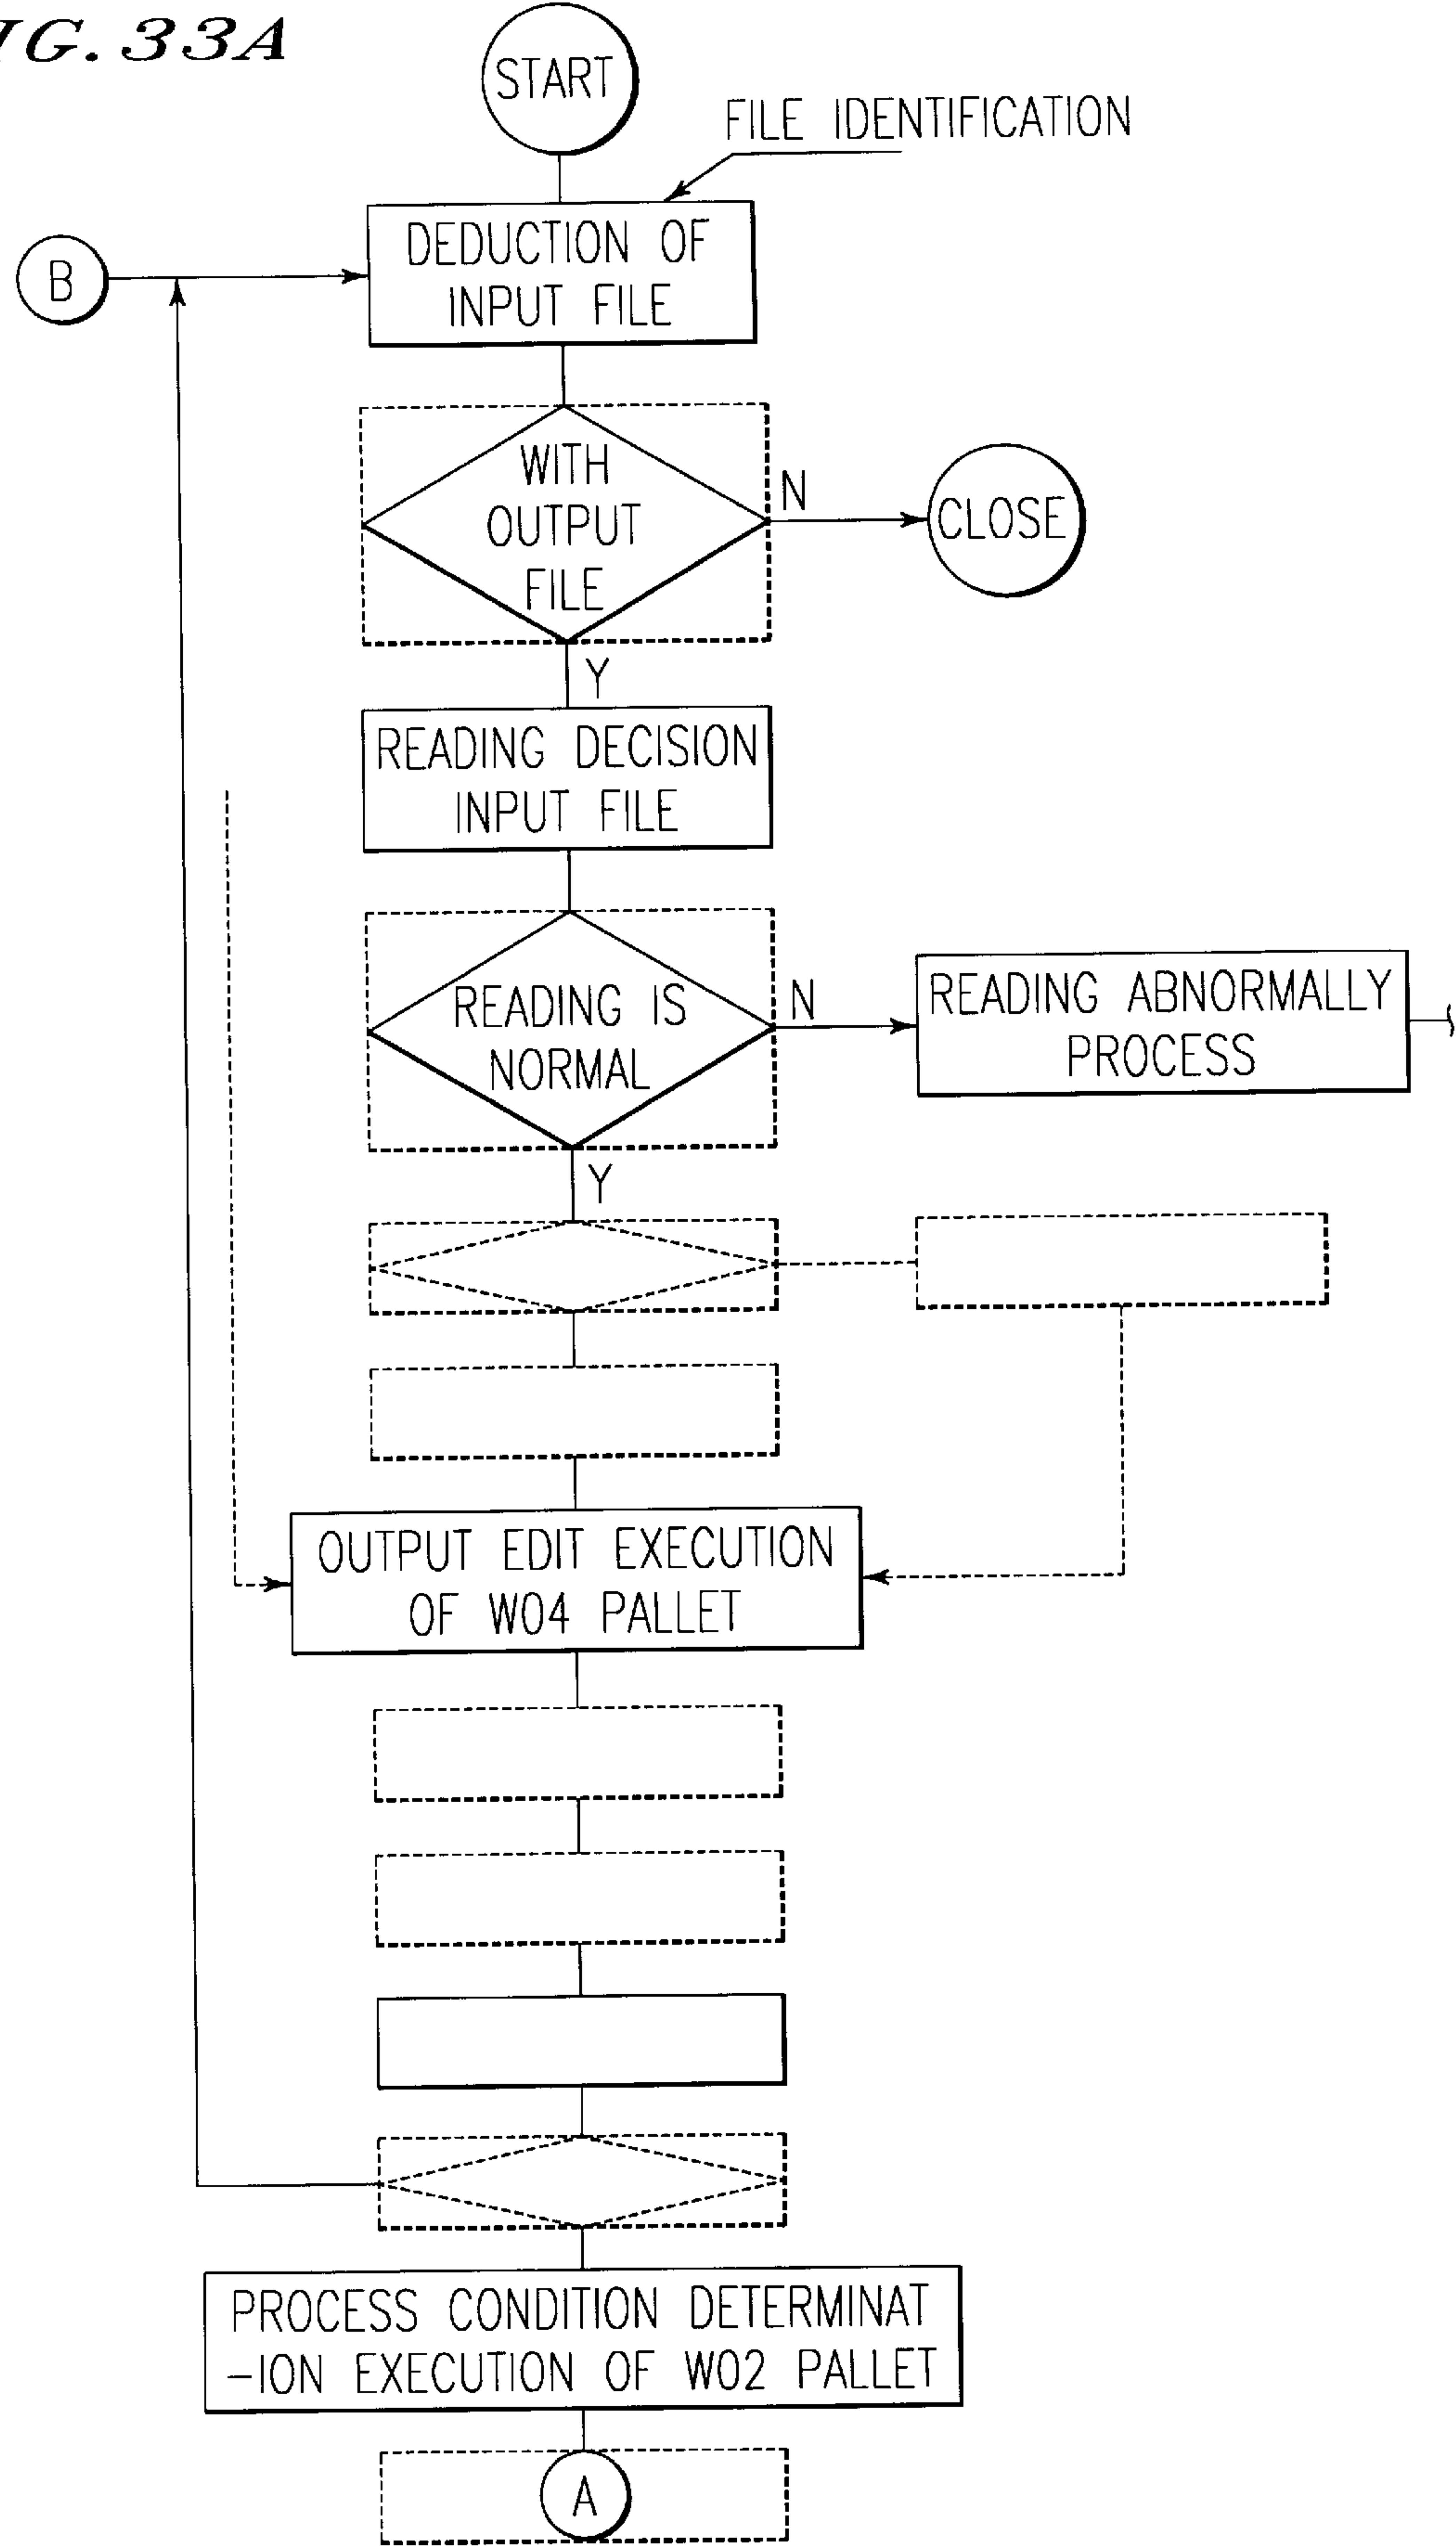 IG. 33A
START
FILE IDENTIFICATION
B
DEDUCTION OF
INPUT FILE
WITH
OUTPUT
FILE
N
CLOSE
Y
READING DECISION
INPUT FILE
READING IS
NORMAL
N
READING ABNORMALLY
PROCESS
Y
OUTPUT EDIT EXECUTION
OF W04 PALLET
PROCESS CONDITION DETERMINAT
-ION EXECUTION OF W02 PALLET
A